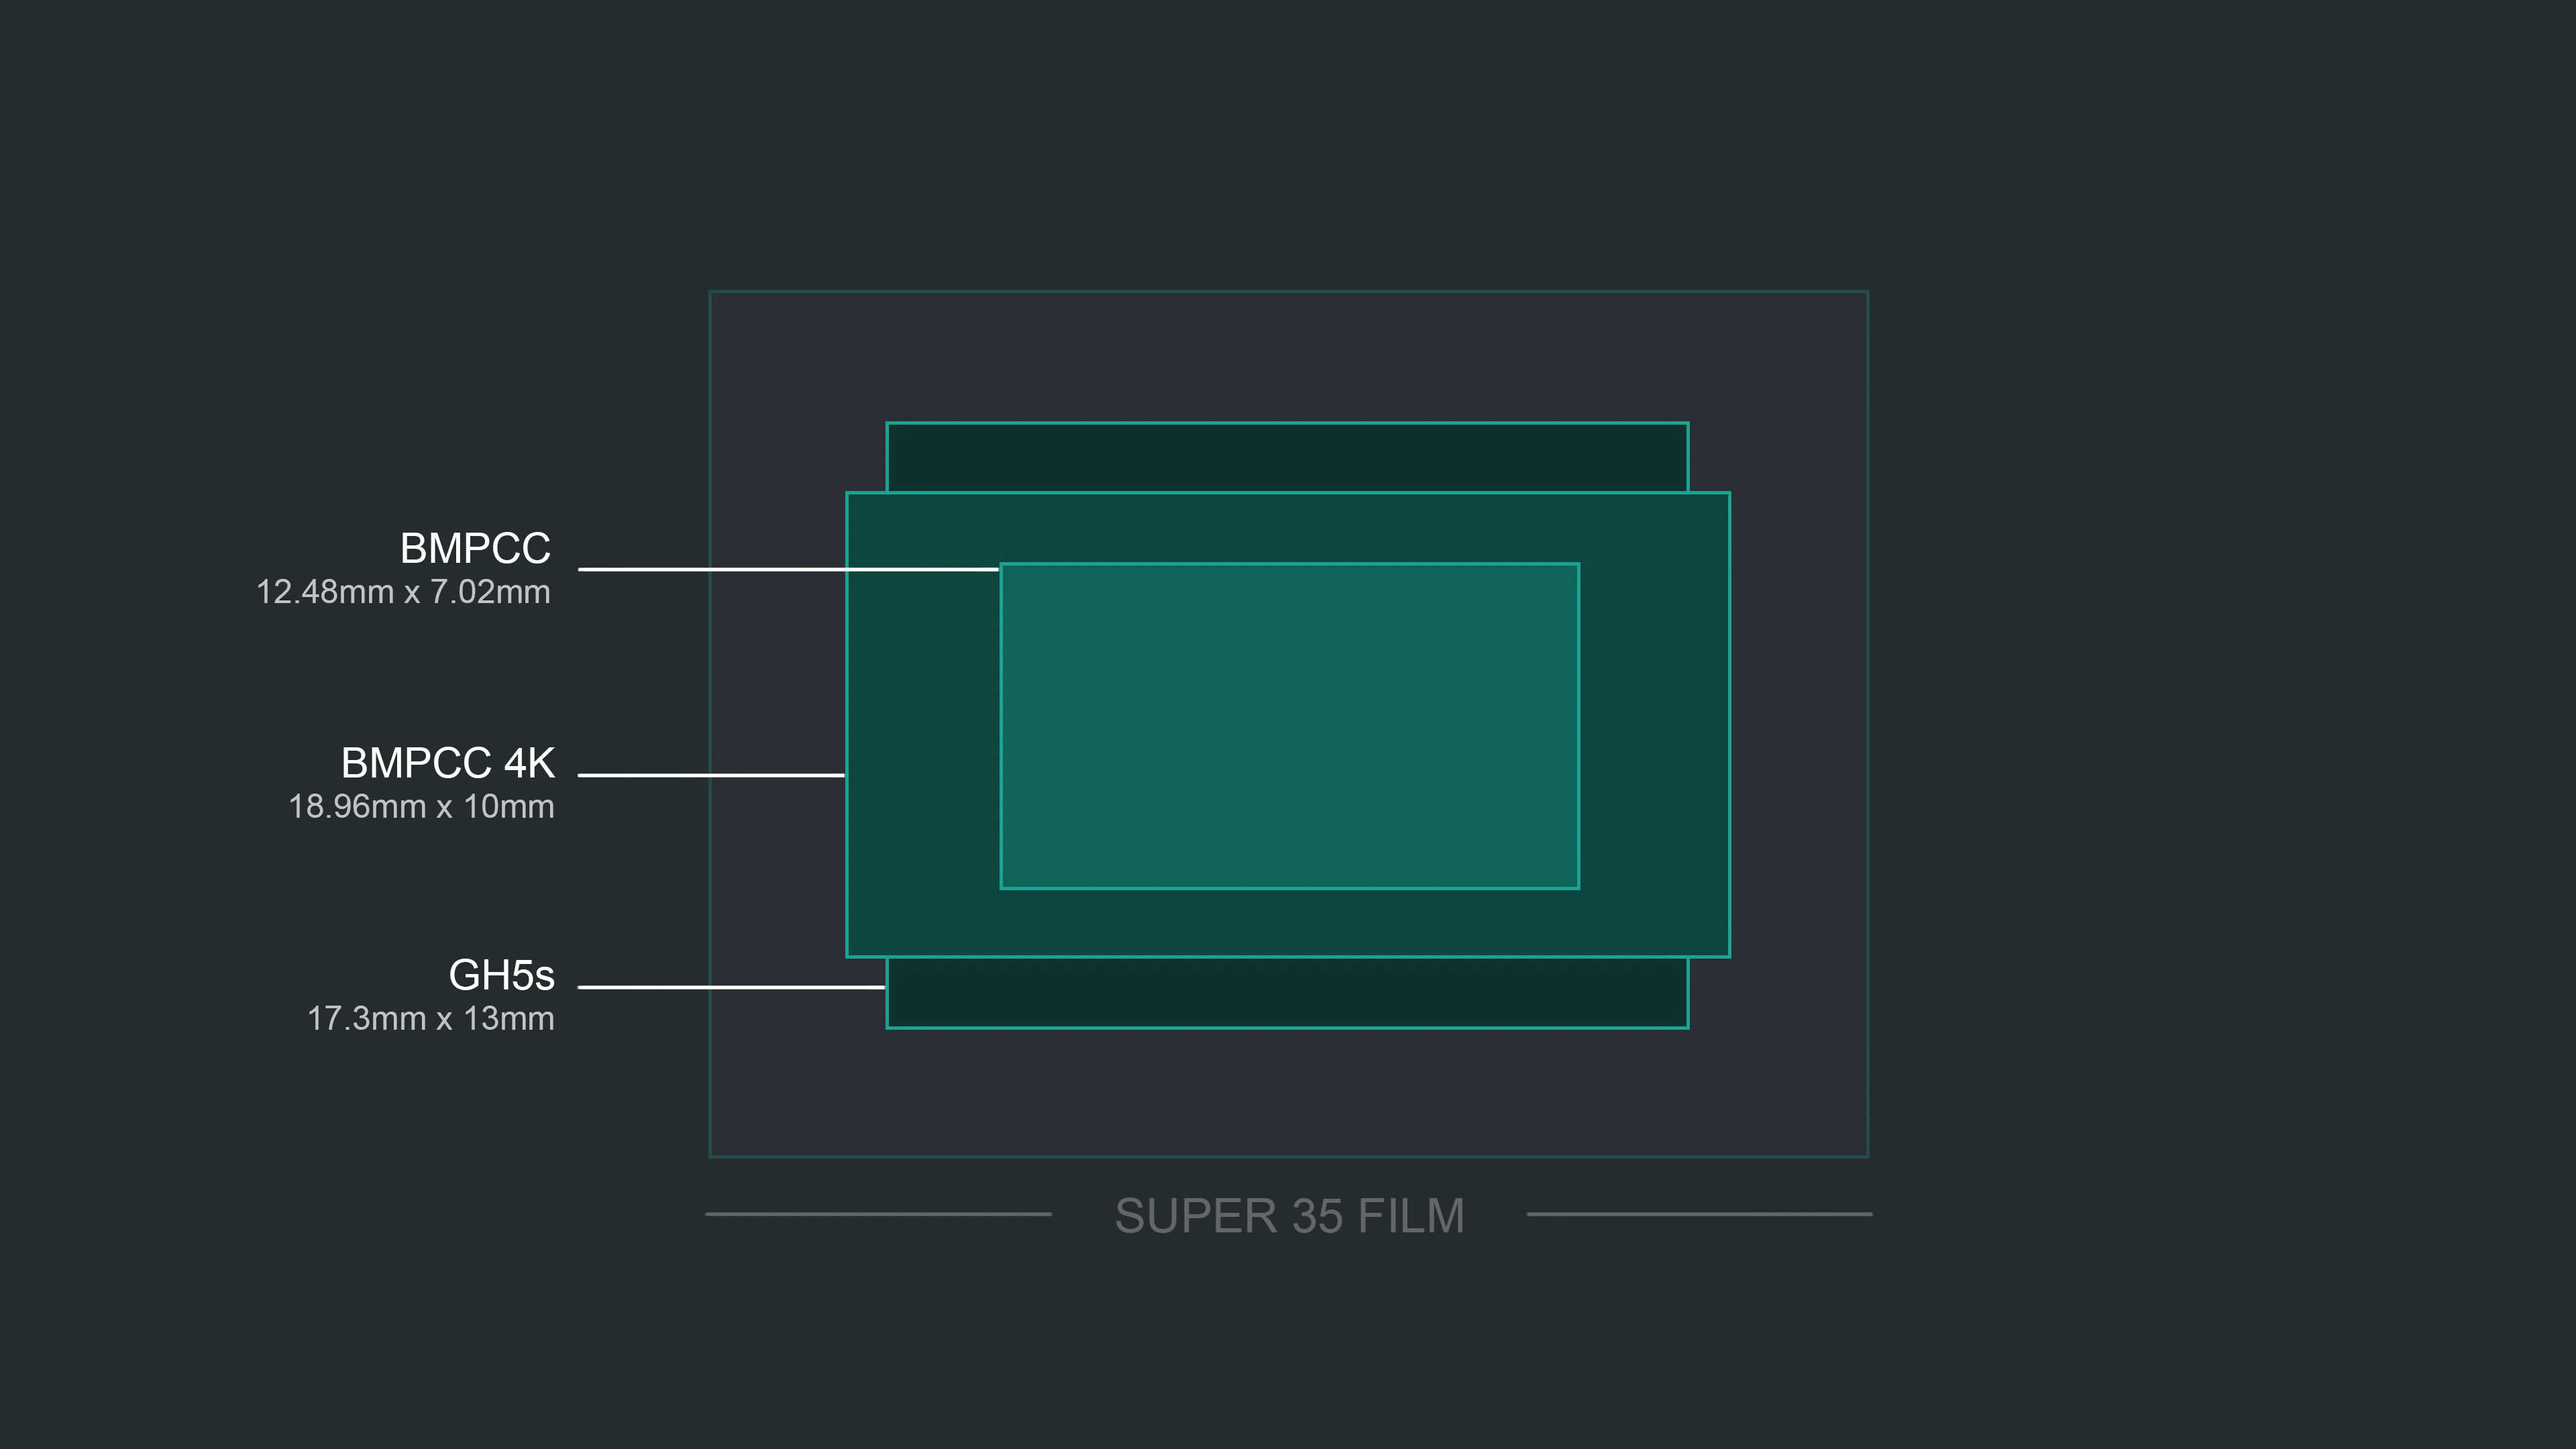 BMPCC
12.48mm x 7.02mm
BMPCC 4K
18.96mm x 10mm
GH5s
17.3mm x 13mm
SUPER 35 FILM